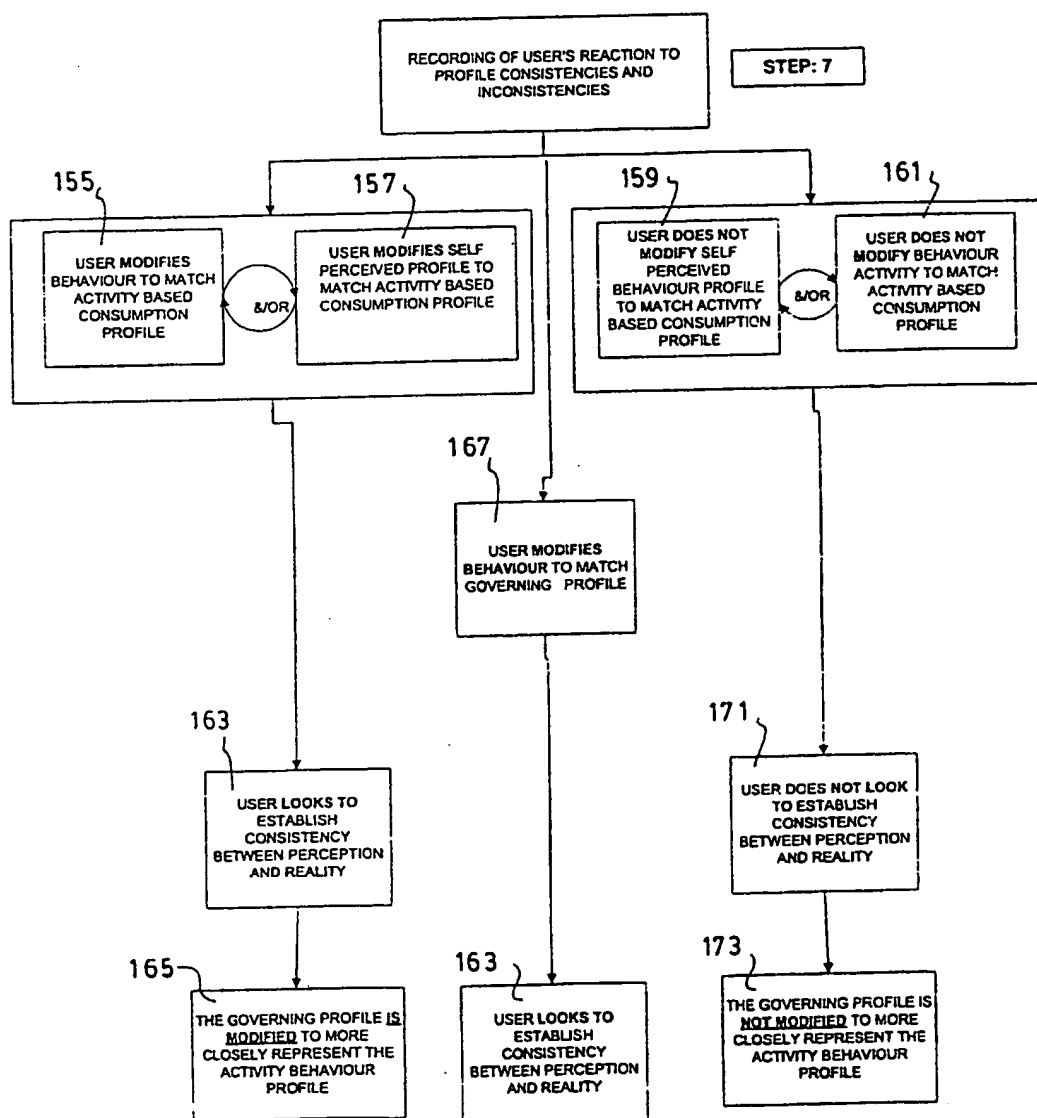 RECORDING OF USER'S REACTION TO
PROFILE CONSISTENCIES AND
INCONSISTENCIES
STEP: 7
155
157
159
161
USER MODIFIES
BEHAVIOUR TO MATCH
ACTIVITY BASED
CONSUMPTION
PROFILE
&/OR
USER MODIFIES SELF
PERCEIVED PROFILE TO
MATCH ACTIVITY BASED
CONSUMPTION PROFILE
USER DOES NOT
MODIFY SELF
PERCEIVED
BEHAVIOUR PROFILE
TO MATCH ACTIVITY
BASED CONSUMPTION
PROFILE
&/OR
USER DOES NOT
MODIFY BEHAVIOUR
ACTIVITY TO MATCH
ACTIVITY BASED
CONSUMPTION
PROFILE
167
USER MODIFIES
BEHAVIOUR TO MATCH
GOVERNING PROFILE
163
USER LOOKS TO
ESTABLISH
CONSISTENCY
BETWEEN PERCEPTION
AND REALITY
171
USER DOES NOT LOOK
TO ESTABLISH
CONSISTENCY
BETWEEN PERCEPTION
AND REALITY
165
THE GOVERNING PROFILE IS
MODIFIED TO MORE
CLOSELY REPRESENT THE
ACTIVITY BEHAVIOUR
PROFILE
163
USER LOOKS TO
ESTABLISH
CONSISTENCY
BETWEEN PERCEPTION
AND REALITY
173
THE GOVERNING PROFILE IS
NOT MODIFIED TO MORE
CLOSELY REPRESENT THE
ACTIVITY BEHAVIOUR
PROFILE